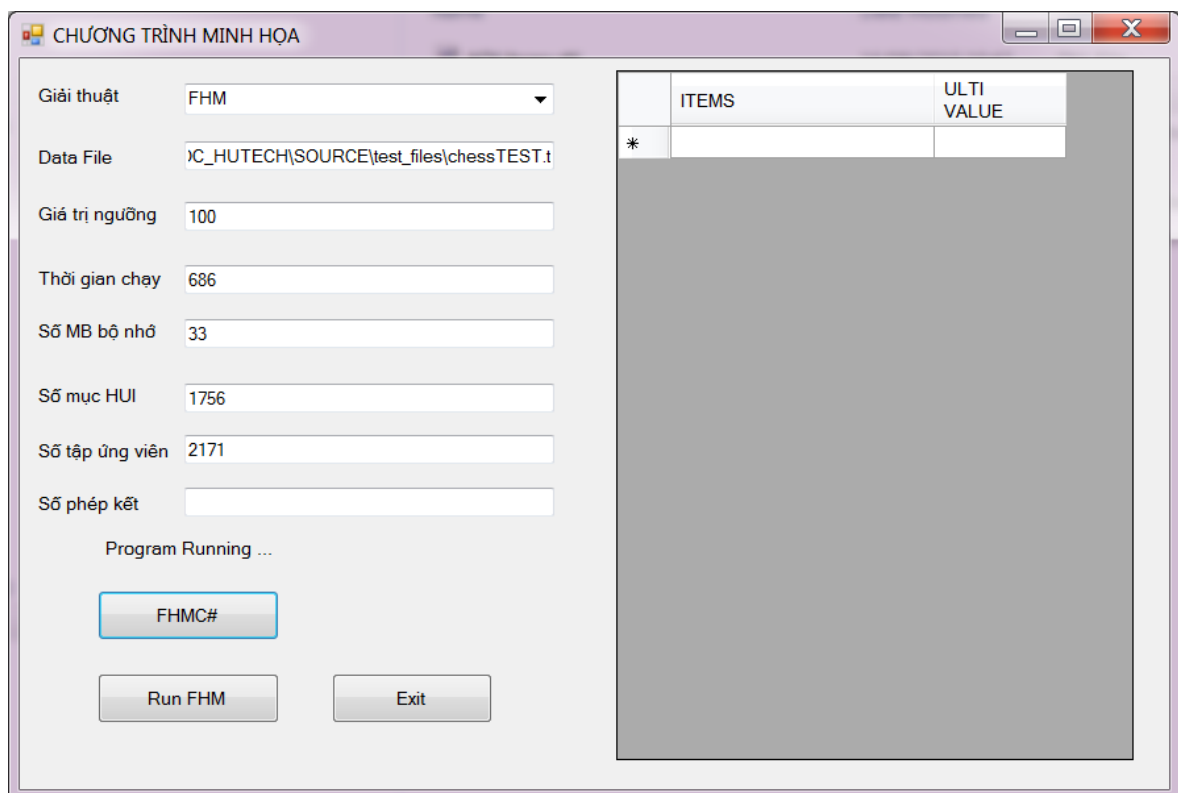 CHƯƠNG TRÌNH MINH HỌA
Giải thuật FHM
Data File OC_HUTECH\SOURCE\test_files\chessTEST.t
Giá trị ngưỡng 100
Thời gian chạy 686
Số MB bộ nhớ 33
Số mục HUI 1756
Số tập ứng viên 2171
Số phép kết
Program Running ...
FHMC#
Run FHM Exit
ITEMS ULTI
VALUE